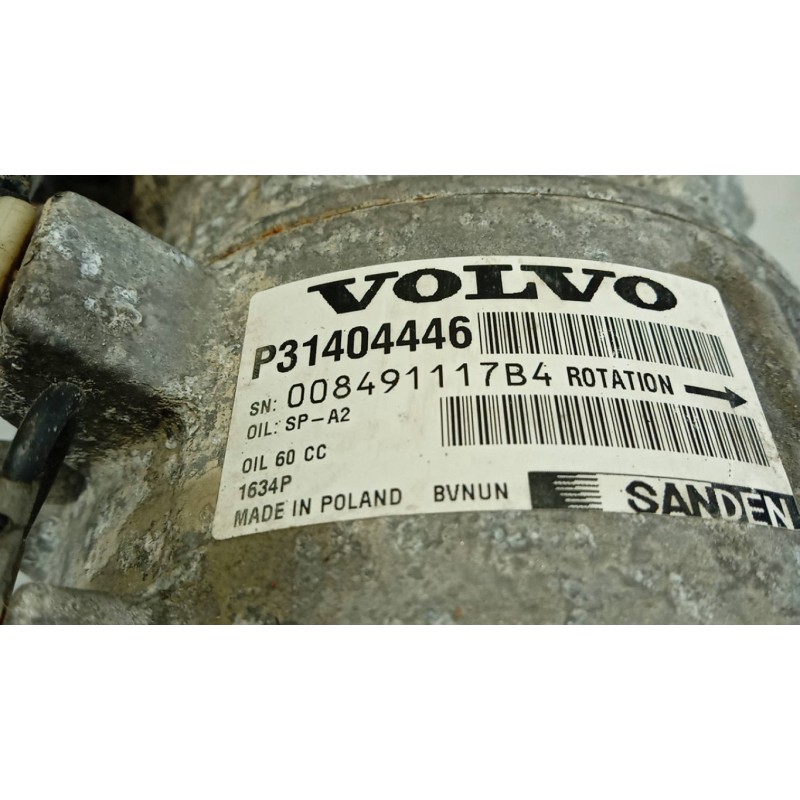 VOLVO
P31404446
SN: 008491117B4 ROTATION
OIL: SP-A2
OIL 60 CC
1634P
MADE IN POLAND BVNUN SANDEN